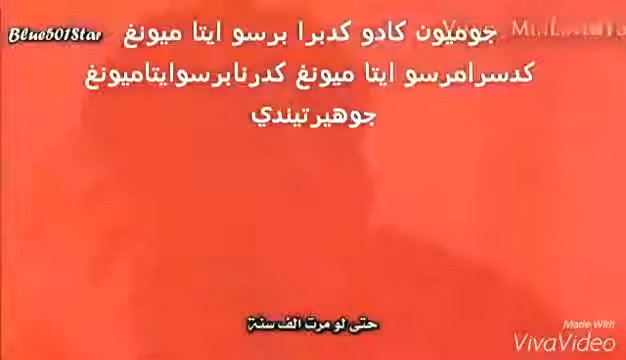 Blue501Star
جوميون كادو كدبرا برسو ايتا ميونغ
كدسرامرسو ايتا ميونغ كدرنابرسوايتاميونغ
جوهيرتيندي
حتى لو مرت الف سنة
Made With
VivaVideo